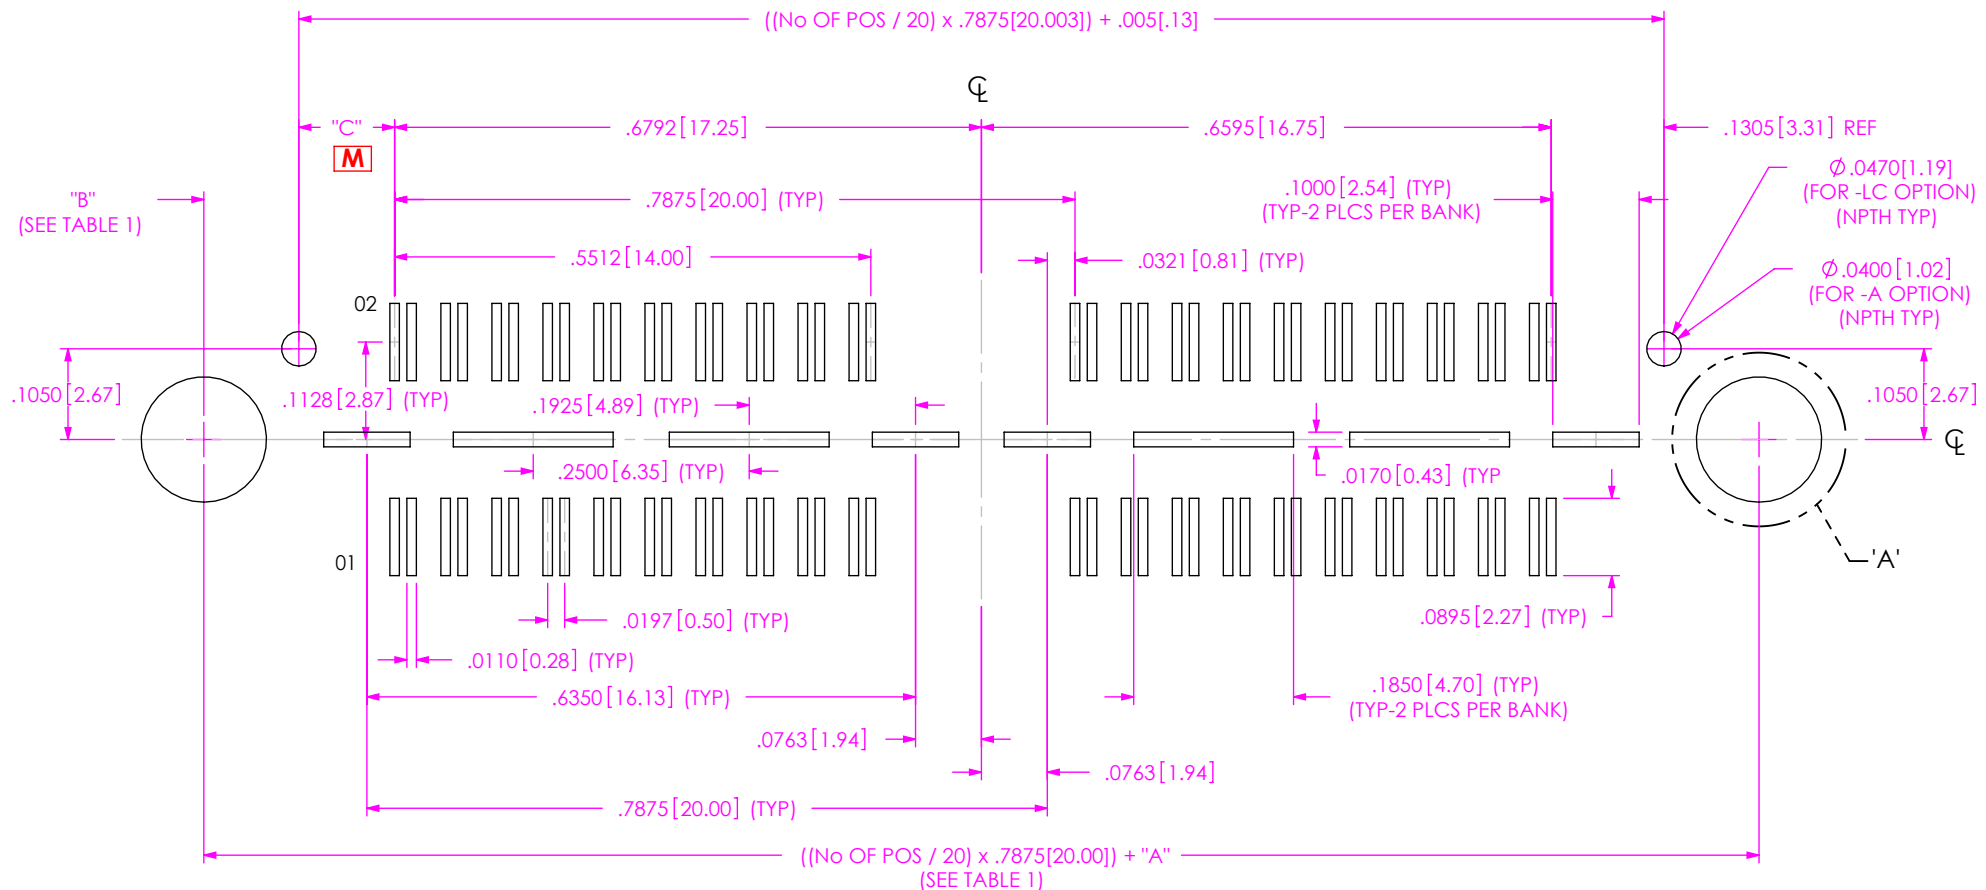 ((No OF POS / 20) x .7875[20.003]) + .005[.13]
℄
"C"
.6792[17.25]
.6595[16.75]
.1305[3.31] REF
M
"B"
(SEE TABLE 1)
.7875[20.00] (TYP)
.1000[2.54] (TYP)
(TYP-2 PLCS PER BANK)
Ø.0470[1.19]
(FOR -LC OPTION)
(NPTH TYP)
.5512[14.00]
.0321[0.81] (TYP)
Ø.0400[1.02]
(FOR -A OPTION)
(NPTH TYP)
02
.1050[2.67]
.1128[2.87] (TYP)
.1925[4.89] (TYP)
.1050[2.67]
℄
.2500[6.35] (TYP)
.0170[0.43] (TYP
01
'A'
.0197[0.50] (TYP)
.0895[2.27] (TYP)
.0110[0.28] (TYP)
.6350[16.13] (TYP)
.1850[4.70] (TYP)
(TYP-2 PLCS PER BANK)
.0763[1.94]
.0763[1.94]
.7875[20.00] (TYP)
((No OF POS / 20) x .7875[20.00]) + "A"
(SEE TABLE 1)